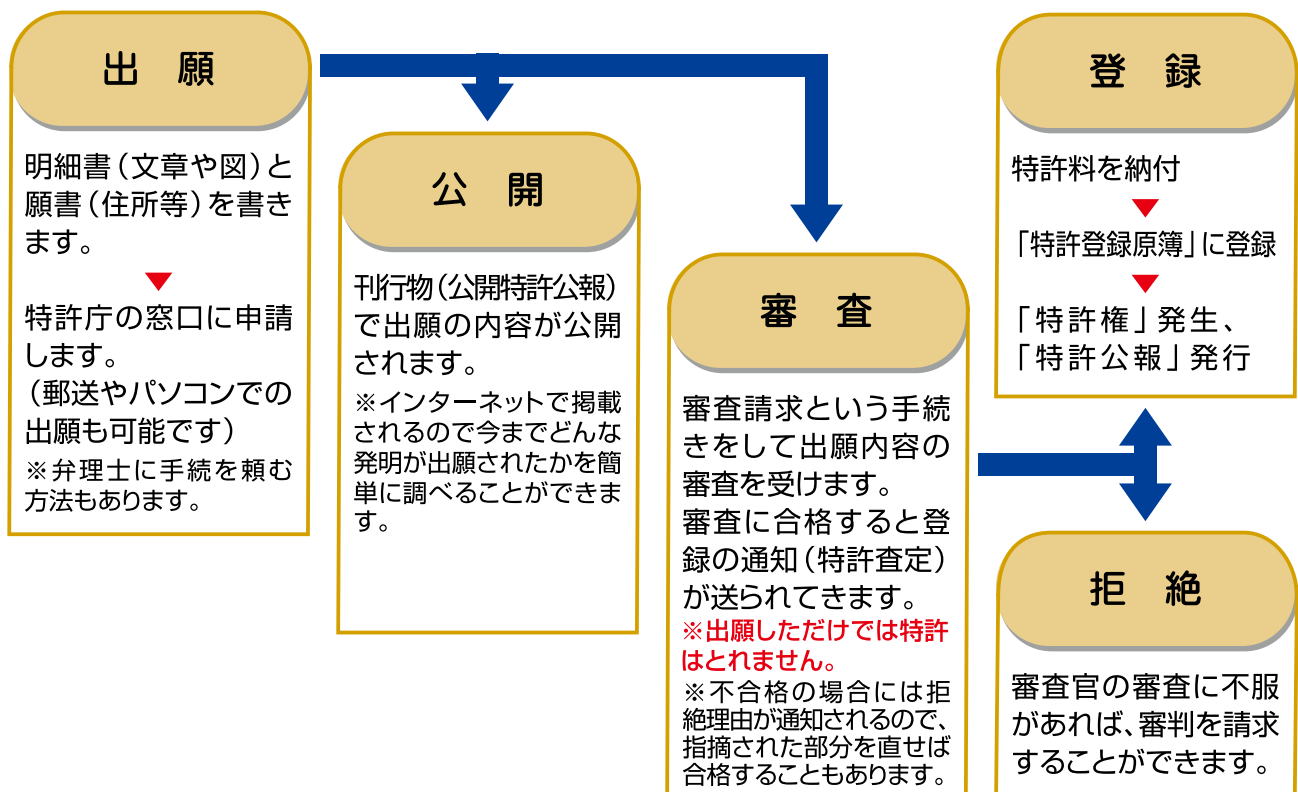 出　願
明細書（文章や図）と
願書（住所等）を書き
ます。
特許庁の窓口に申請
します。
（郵送やパソコンでの
出願も可能です）
※弁理士に手続を頼む
方法もあります。
公　開
刊行物（公開特許公報）
で出願の内容が公開
されます。
※インターネットで掲載
されるので今までどんな
発明が出願されたかを簡
単に調べることができま
す。
審　査
審査請求という手続
きをして出願内容の
審査を受けます。
審査に合格すると登
録の通知（特許査定）
が送られてきます。
※出願しただけでは特許
はとれません。
※不合格の場合には拒
絶理由が通知されるので、
指摘された部分を直せば
合格することもあります。
登　録
特許料を納付
「特許登録原簿」に登録
「特許権」発生、
「特許公報」発行
拒　絶
審査官の審査に不服
があれば、審判を請求
することができます。